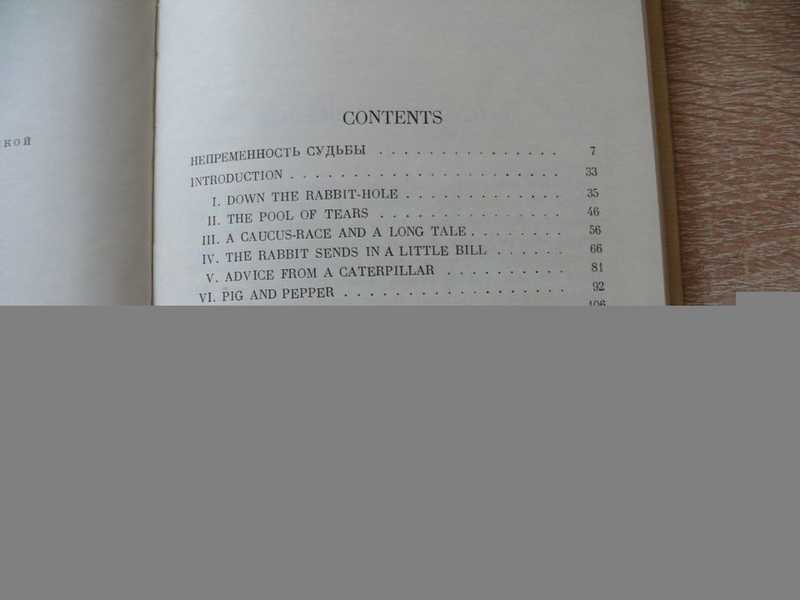 кой
CONTENTS
НЕПРЕМЕННОСТЬ СУДЬБЫ . . . . . . . . . . . . . . 7
INTRODUCTION . . . . . . . . . . . . . . . . . . . . . 33
I. DOWN THE RABBIT-HOLE . . . . . . . . . . . . 35
II. THE POOL OF TEARS . . . . . . . . . . . . . . 46
III. A CAUCUS-RACE AND A LONG TALE . . . . . . . . 56
IV. THE RABBIT SENDS IN A LITTLE BILL . . . . . . 66
V. ADVICE FROM A CATERPILLAR . . . . . . . . . 81
VI. PIG AND PEPPER . . . . . . . . . . . . . . . . . 92
106